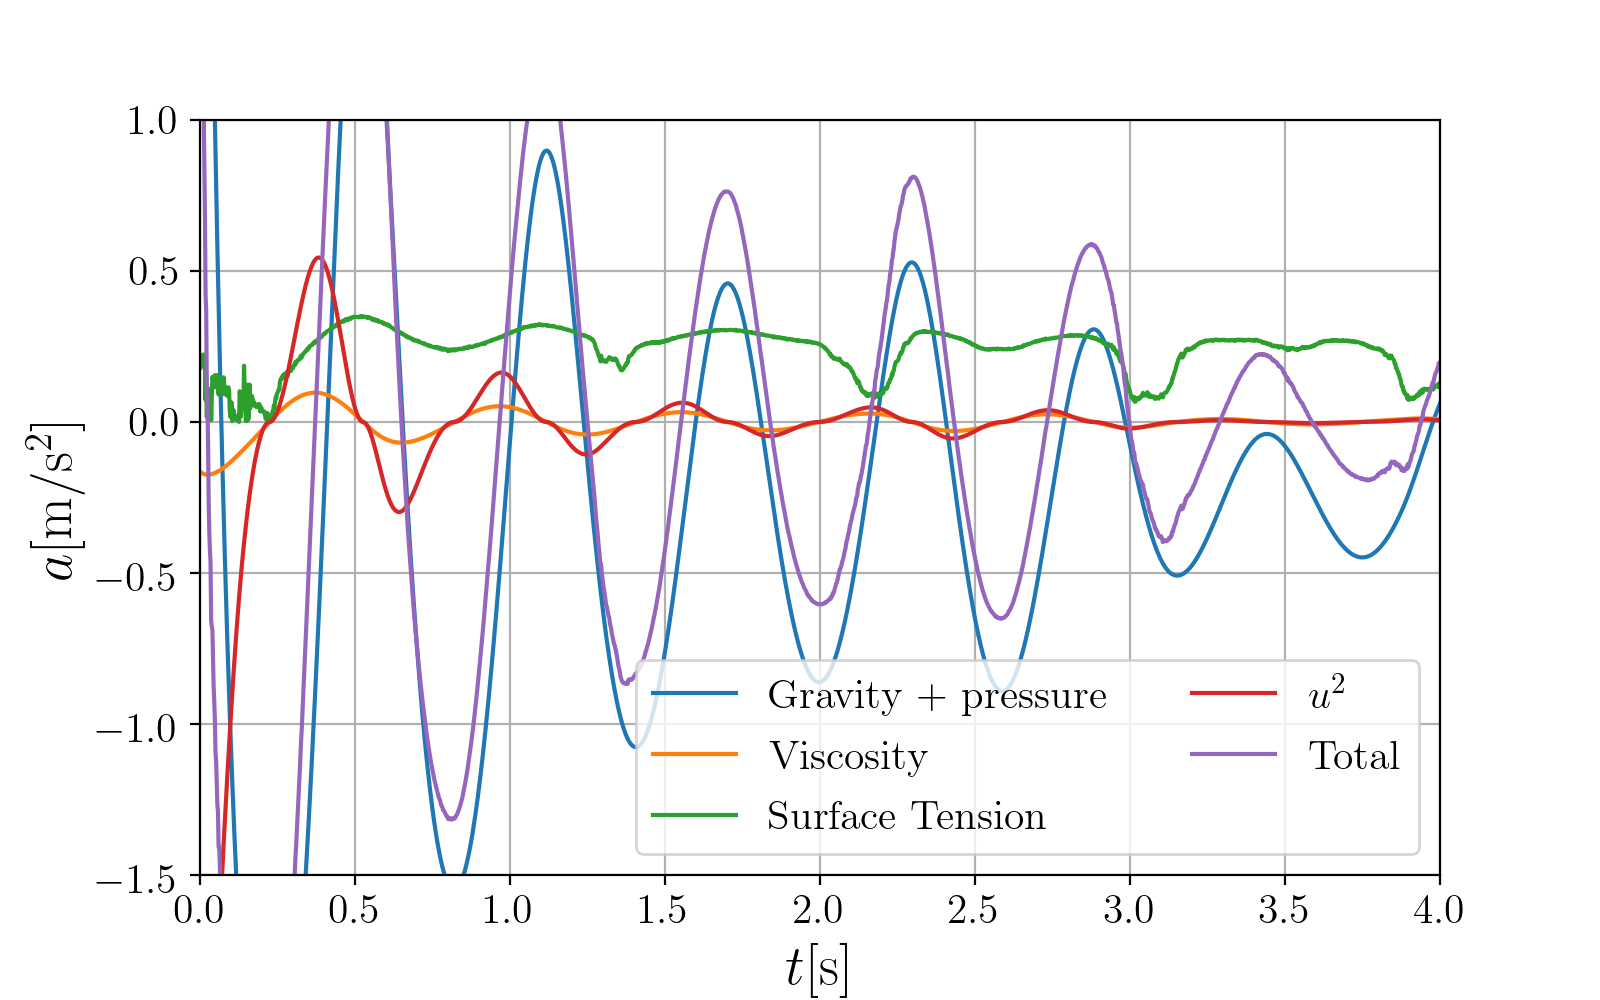 1.0
0.5
0.0
−0.5
−1.0
−1.5
a[m/s²]
0.0 0.5 1.0 1.5 2.0 2.5 3.0 3.5 4.0
t[s]
Gravity + pressure
Viscosity
Surface Tension
u²
Total